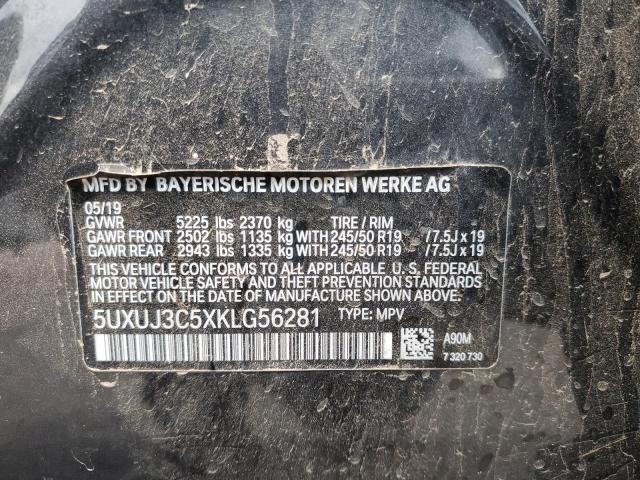 MFD BY BAYERISCHE MOTOREN WERKE AG
05/19
GVWR 5225 lbs 2370 kg TIRE / RIM
GAWR FRONT 2502 lbs 1135 kg WITH 245/50 R19 /7.5J x 19
GAWR REAR 2943 lbs 1335 kg WITH 245/50 R19 /7.5J x 19
THIS VEHICLE CONFORMS TO ALL APPLICABLE U. S. FEDERAL
MOTOR VEHICLE SAFETY AND THEFT PREVENTION STANDARDS
IN EFFECT ON THE DATE OF MANUFACTURE SHOWN ABOVE.
5UXUJ3C5XKLG56281 TYPE: MPV
A90M
7 320 730